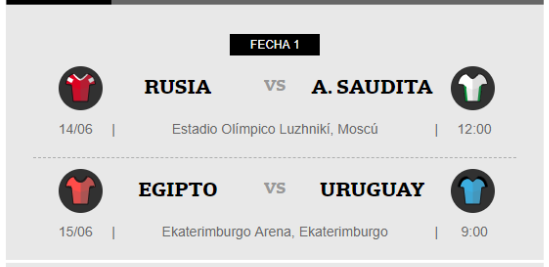 FECHA 1
RUSIA VS A. SAUDITA
14/06 | Estadio Olímpico Luzhnikí, Moscú | 12:00
EGIPTO VS URUGUAY
15/06 | Ekaterimburgo Arena, Ekaterimburgo | 9:00